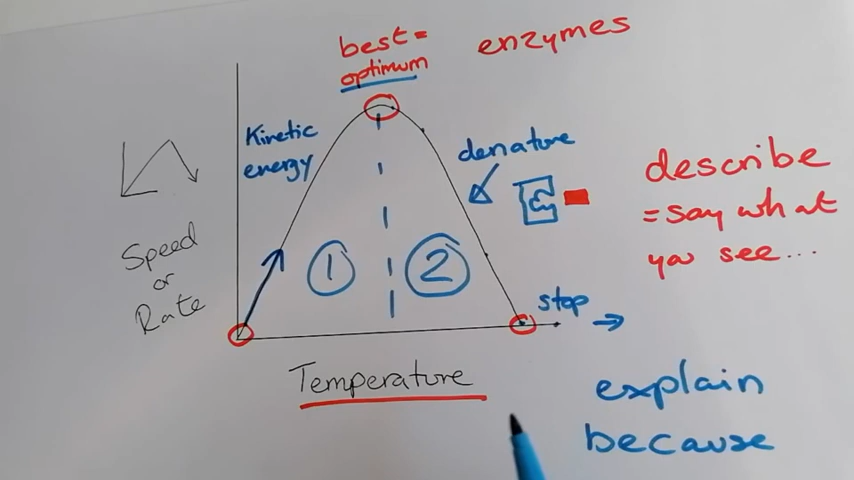 best =
optimum
enzymes
Kinetic
energy
denature
describe
= say what
you see...
Speed
or
Rate
1
2
stop
Temperature
explain
because